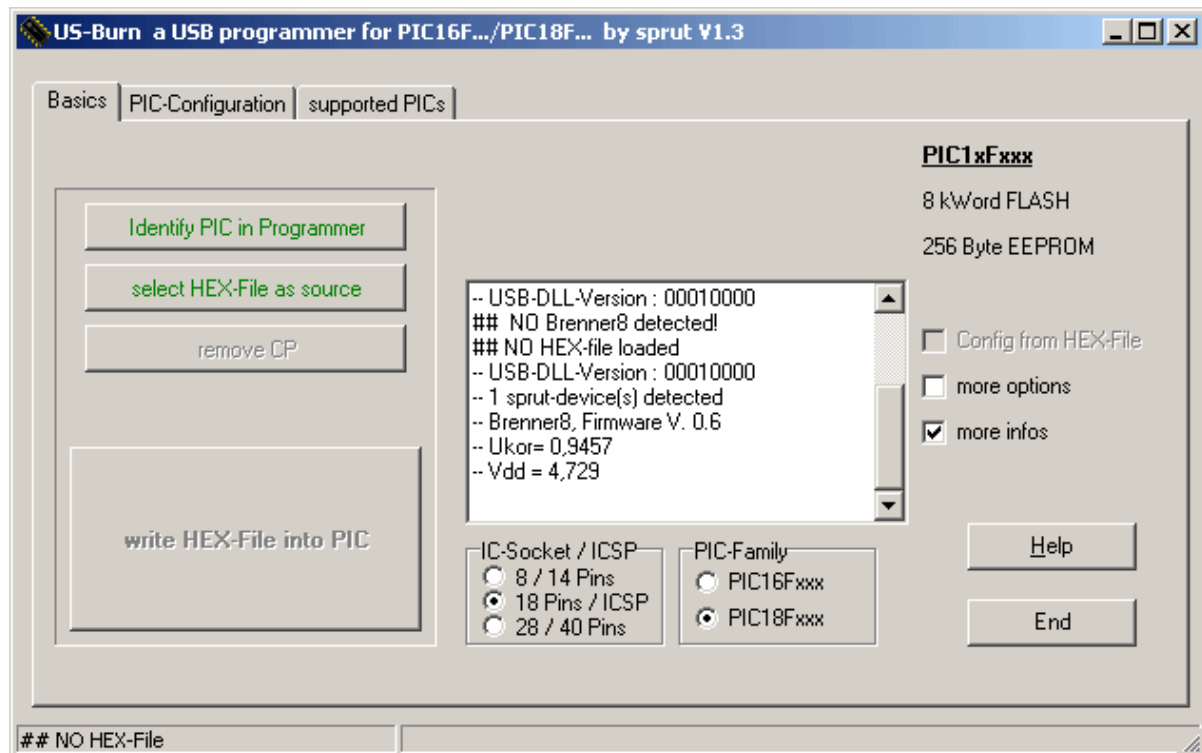 US-Burn a USB programmer for PIC16F.../PIC18F... by sprut V1.3
Basics
PIC-Configuration
supported PICs
Identify PIC in Programmer
select HEX-File as source
remove CP
write HEX-File into PIC
-- USB-DLL-Version : 00010000
## NO Brenner8 detected!
## NO HEX-file loaded
-- USB-DLL-Version : 00010000
-- 1 sprut-device(s) detected
-- Brenner8, Firmware V. 0.6
-- Ukor= 0,9457
-- Vdd = 4,729
IC-Socket / ICSP
8 / 14 Pins
18 Pins / ICSP
28 / 40 Pins
PIC-Family
PIC16Fxxx
PIC18Fxxx
PIC1xFxxx
8 kWord FLASH
256 Byte EEPROM
Config from HEX-File
more options
more infos
Help
End
## NO HEX-File